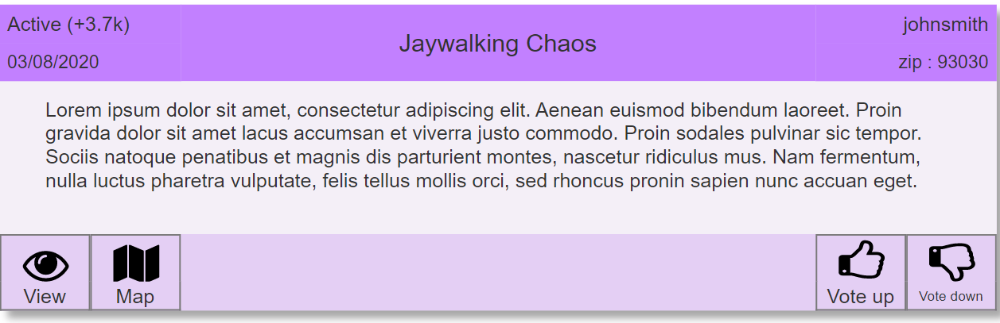 Active (+3.7k)
03/08/2020
Jaywalking Chaos
johnsmith
zip : 93030
Lorem ipsum dolor sit amet, consectetur adipiscing elit. Aenean euismod bibendum laoreet. Proin
gravida dolor sit amet lacus accumsan et viverra justo commodo. Proin sodales pulvinar sic tempor.
Sociis natoque penatibus et magnis dis parturient montes, nascetur ridiculus mus. Nam fermentum,
nulla luctus pharetra vulputate, felis tellus mollis orci, sed rhoncus pronin sapien nunc accuan eget.
View
Map
Vote up
Vote down